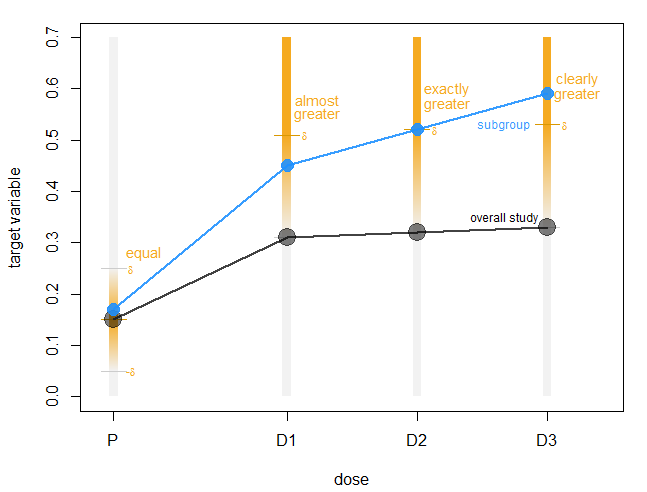 0.7
0.6
0.5
0.4
0.3
0.2
0.1
0.0
target variable
almost
greater
exactly
greater
clearly
greater
δ
δ
subgroup
δ
overall study
equal
δ
-δ
P
D1
D2
D3
dose